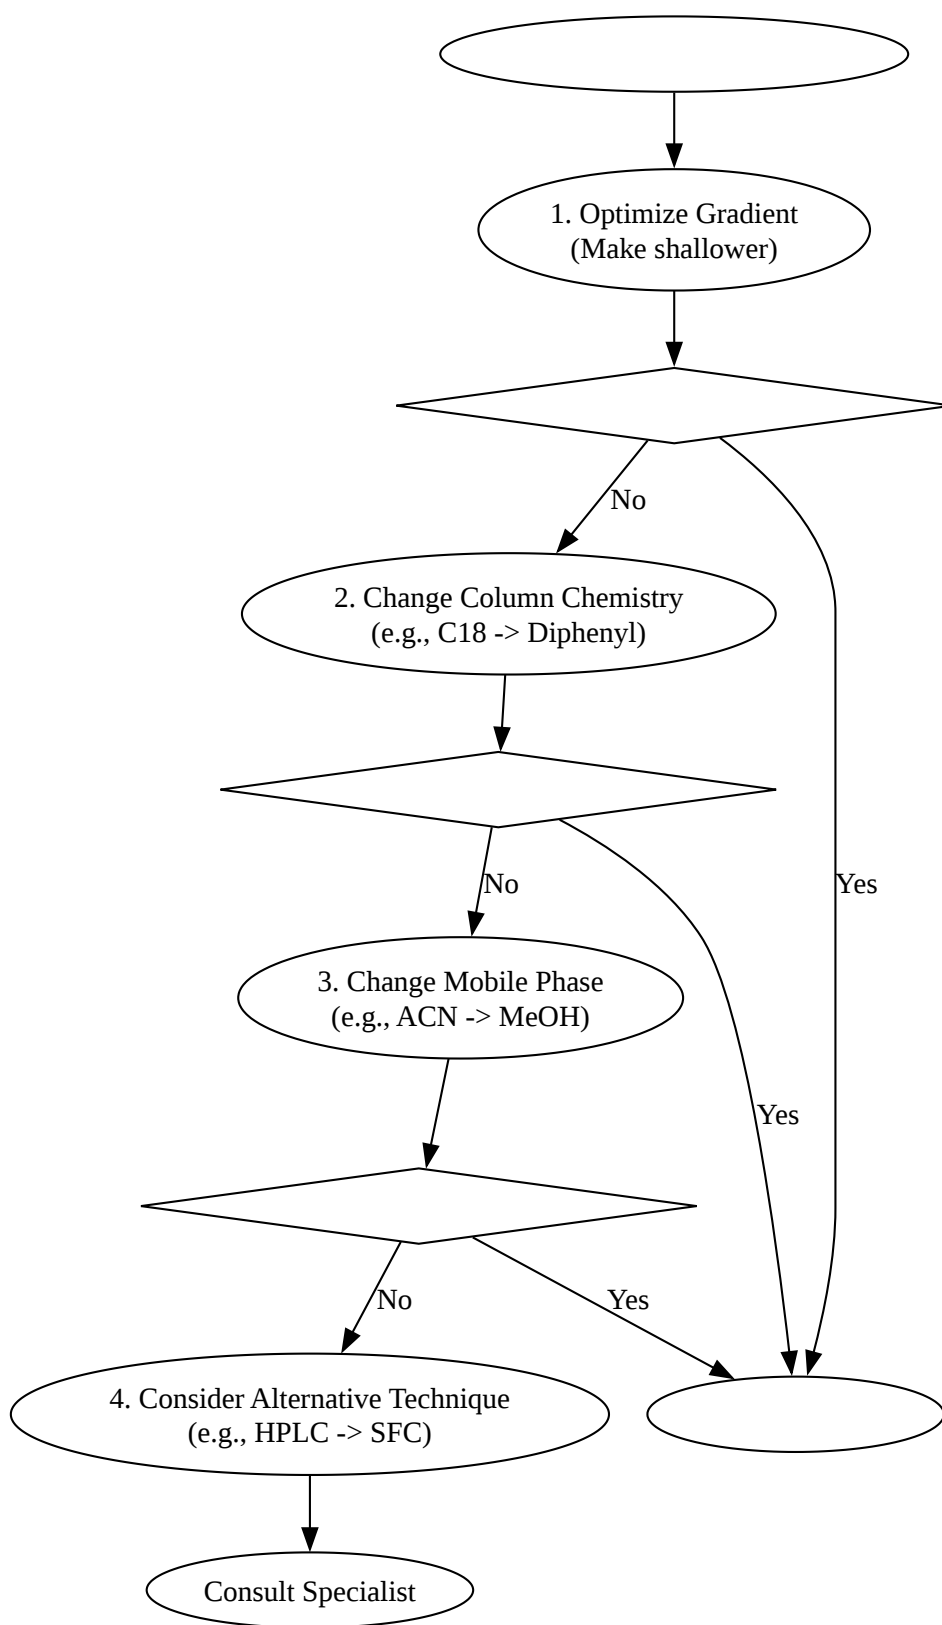 1. Optimize Gradient
(Make shallower)
No
2. Change Column Chemistry
(e.g., C18 -> Diphenyl)
No
Yes
3. Change Mobile Phase
(e.g., ACN -> MeOH)
Yes
No
Yes
4. Consider Alternative Technique
(e.g., HPLC -> SFC)
Consult Specialist